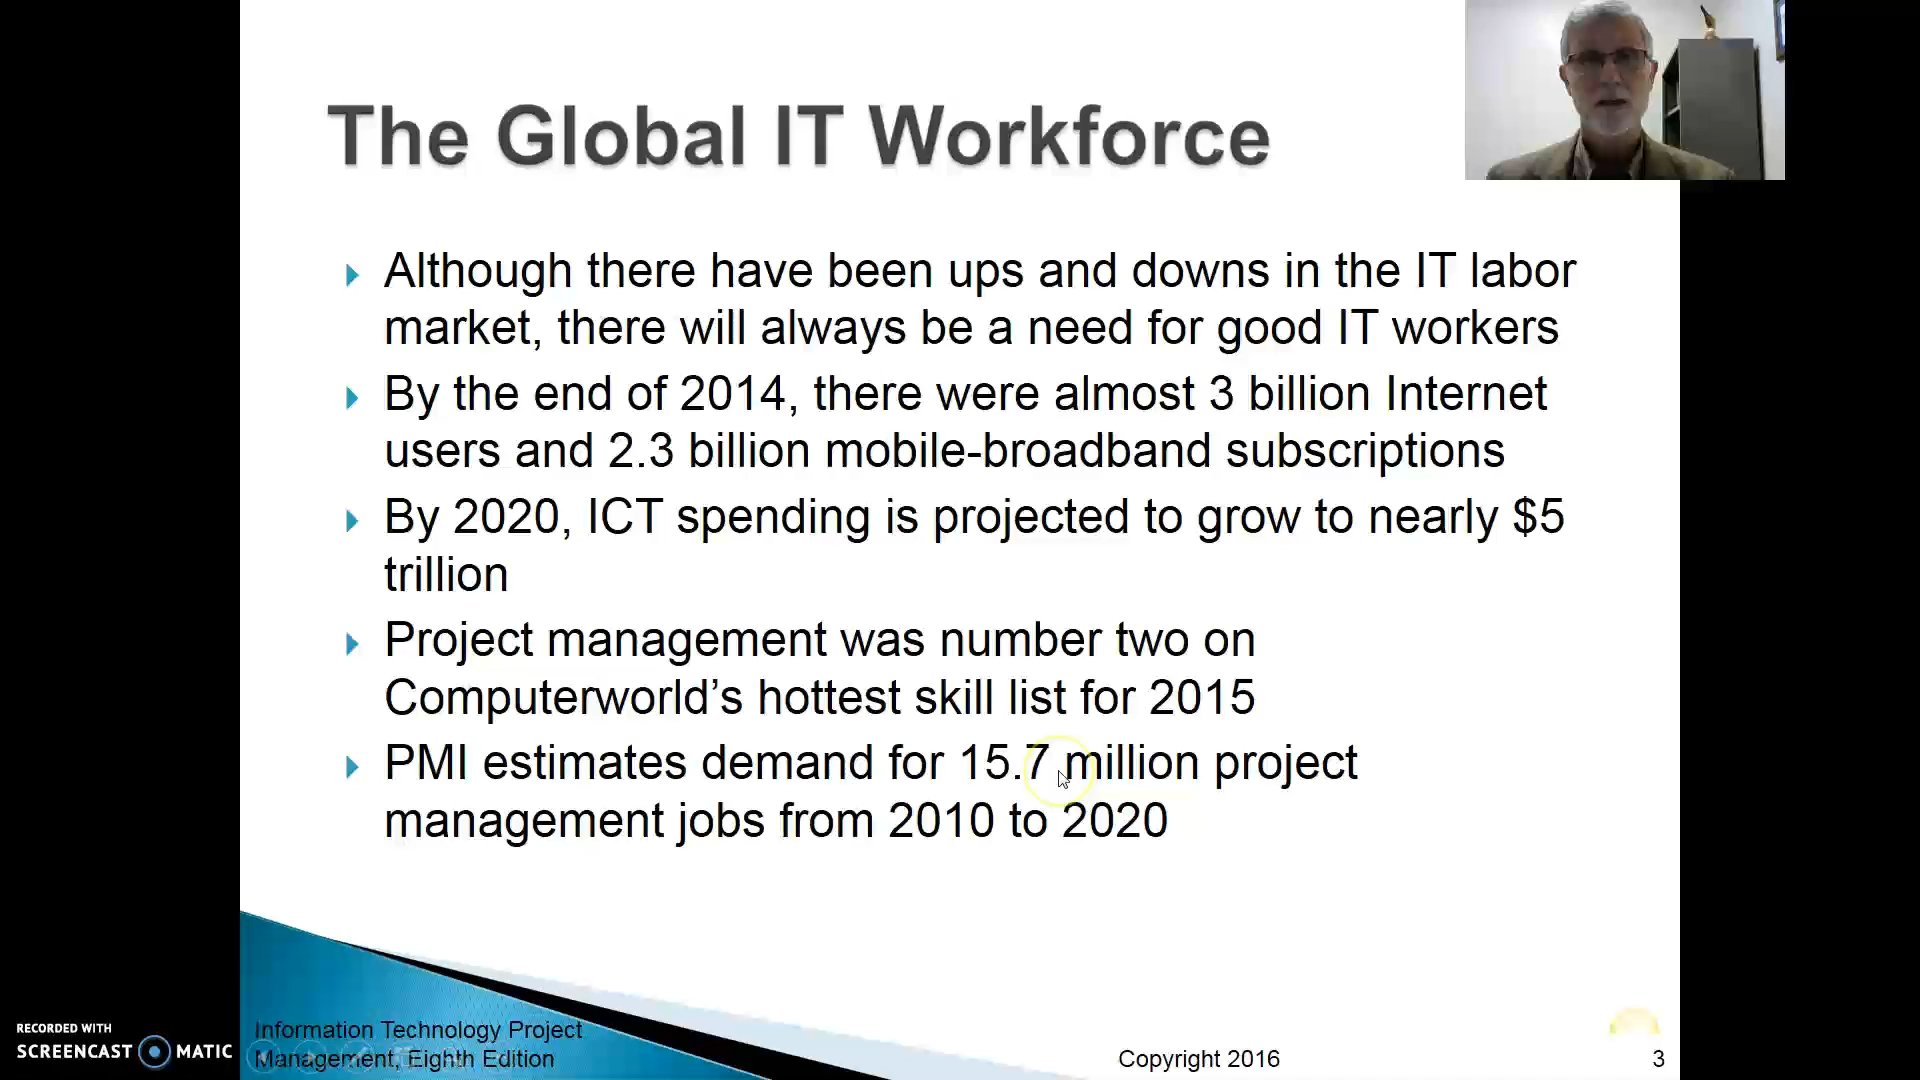 The Global IT Workforce
Although there have been ups and downs in the IT labor
market, there will always be a need for good IT workers
By the end of 2014, there were almost 3 billion Internet
users and 2.3 billion mobile-broadband subscriptions
By 2020, ICT spending is projected to grow to nearly $5
trillion
Project management was number two on
Computerworld’s hottest skill list for 2015
PMI estimates demand for 15.7 million project
management jobs from 2010 to 2020
Information Technology Project
Management, Eighth Edition
Copyright 2016
3
RECORDED WITH
SCREENCAST MATIC